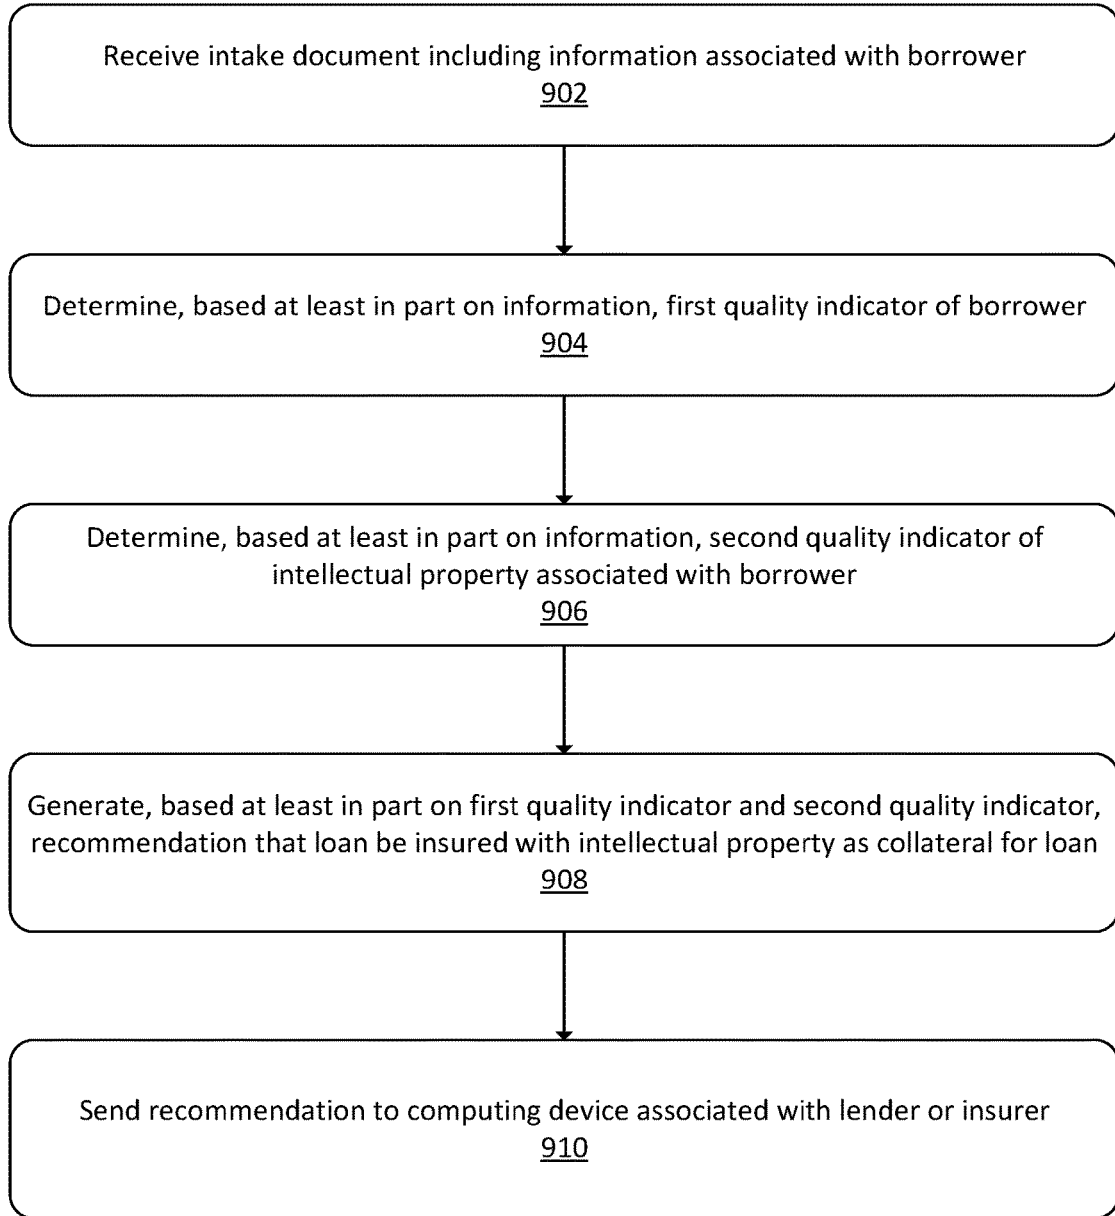 Receive intake document including information associated with borrower
902
Determine, based at least in part on information, first quality indicator of borrower
904
Determine, based at least in part on information, second quality indicator of
intellectual property associated with borrower
906
Generate, based at least in part on first quality indicator and second quality indicator,
recommendation that loan be insured with intellectual property as collateral for loan
908
Send recommendation to computing device associated with lender or insurer
910